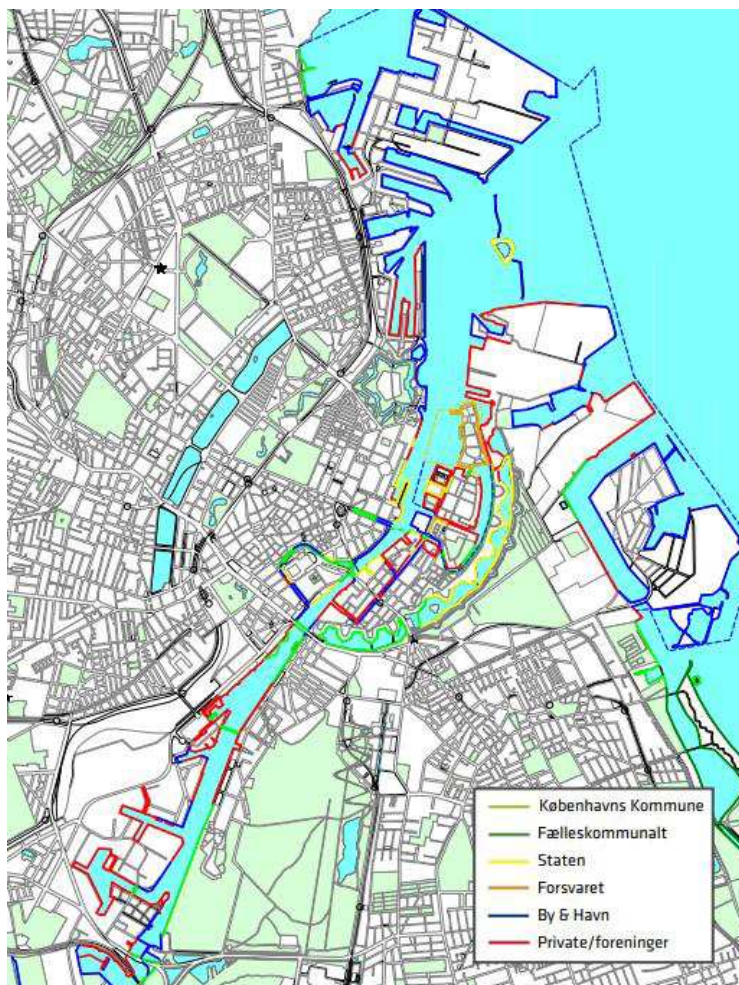 Københavns Kommune
Fælleskommunalt
Staten
Forsvaret
By & Havn
Private/foreninger